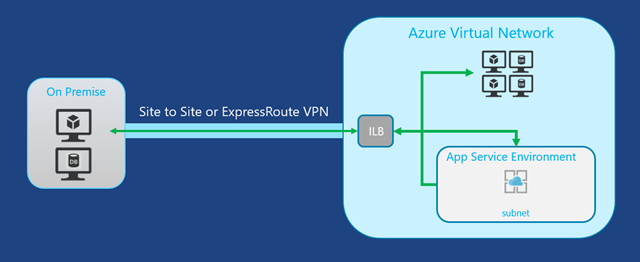 Azure Virtual Network
On Premise
Site to Site or ExpressRoute VPN
ILB
DB
App Service Environment
subnet